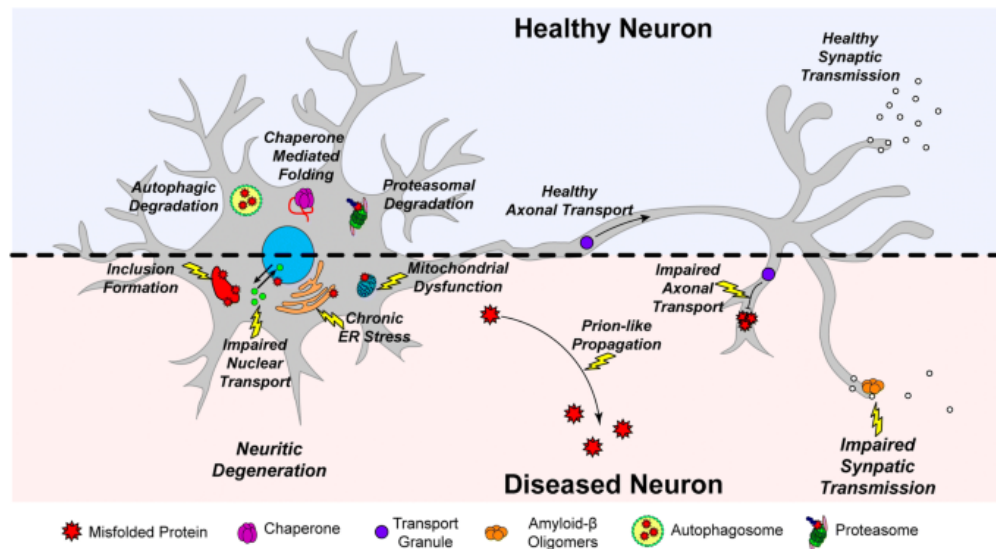 Healthy Neuron
Healthy
Synaptic
Transmission
Chaperone
Mediated
Folding
Autophagic
Degradation
Proteasomal
Degradation
Healthy
Axonal Transport
Inclusion
Formation
Mitochondrial
Dysfunction
Impaired
Axonal
Transport
Chronic
ER Stress
Impaired
Nuclear
Transport
Prion-like
Propagation
Neuritic
Degeneration
Impaired
Synpatic
Transmission
Diseased Neuron
Misfolded Protein
Chaperone
Transport
Granule
Amyloid-β
Oligomers
Autophagosome
Proteasome